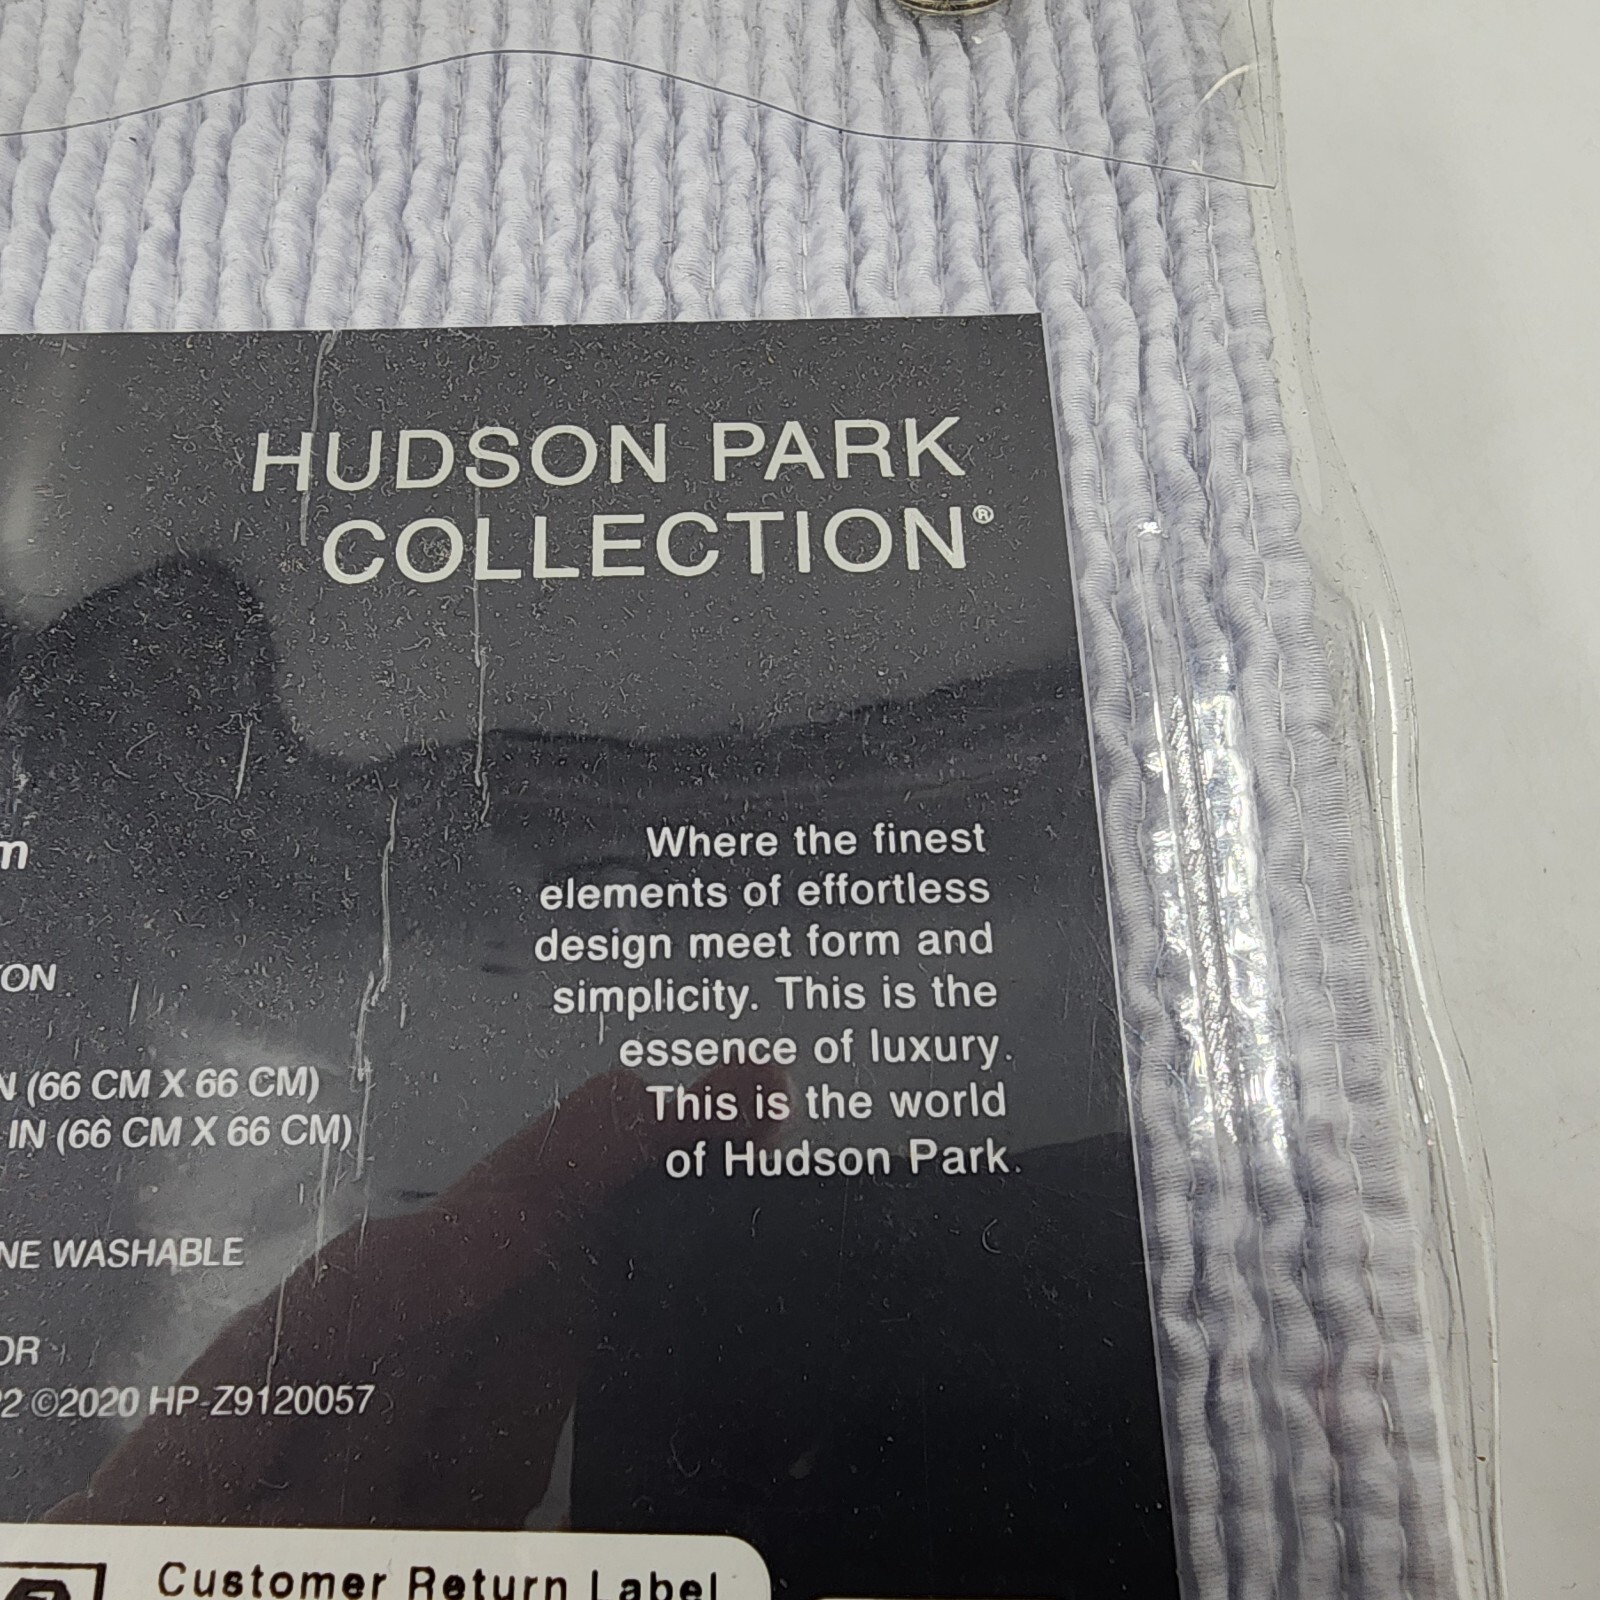 HUDSON PARK
COLLECTION®
Where the finest
elements of effortless
design meet form and
simplicity. This is the
essence of luxury.
This is the world
of Hudson Park.
m
ON
N (66 CM X 66 CM)
IN (66 CM X 66 CM)
NE WASHABLE
OR
2 ©2020 HP-Z9120057
Customer Return Label